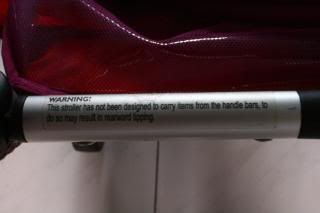 WARNING!
This stroller has not been designed to carry items from the handle bars, to
do so may result in rearward tipping.